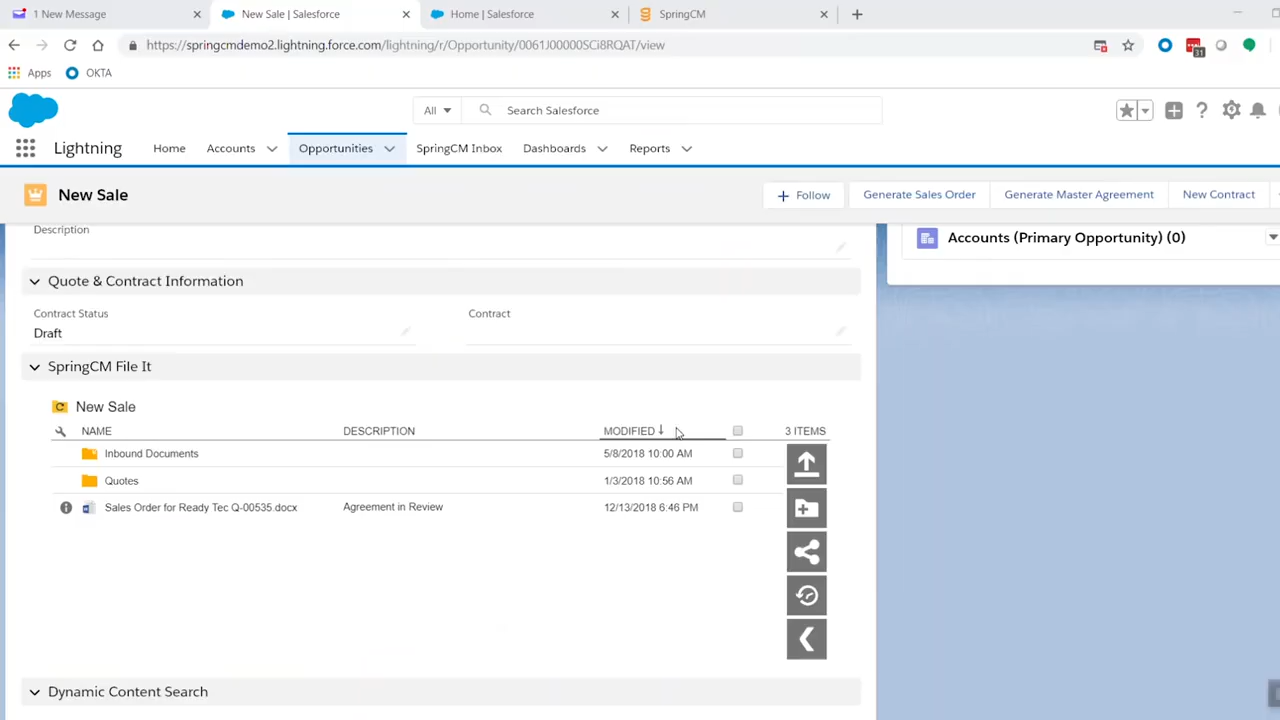 1 New Message
New Sale | Salesforce
Home | Salesforce
SpringCM
https://springcmdemo2.lightning.force.com/lightning/r/Opportunity/0061J00000SCi8RQAT/view
31
Apps
OKTA
All
Search Salesforce
Lightning
Home
Accounts
Opportunities
SpringCM Inbox
Dashboards
Reports
New Sale
Follow
Generate Sales Order
Generate Master Agreement
New Contract
Description
Accounts (Primary Opportunity) (0)
Quote & Contract Information
Contract Status
Contract
Draft
SpringCM File It
New Sale
NAME DESCRIPTION MODIFIED 3 ITEMS
Inbound Documents 5/8/2018 10:00 AM
Quotes 1/3/2018 10:56 AM
Sales Order for Ready Tec Q-00535.docx Agreement in Review 12/13/2018 6:46 PM
Dynamic Content Search